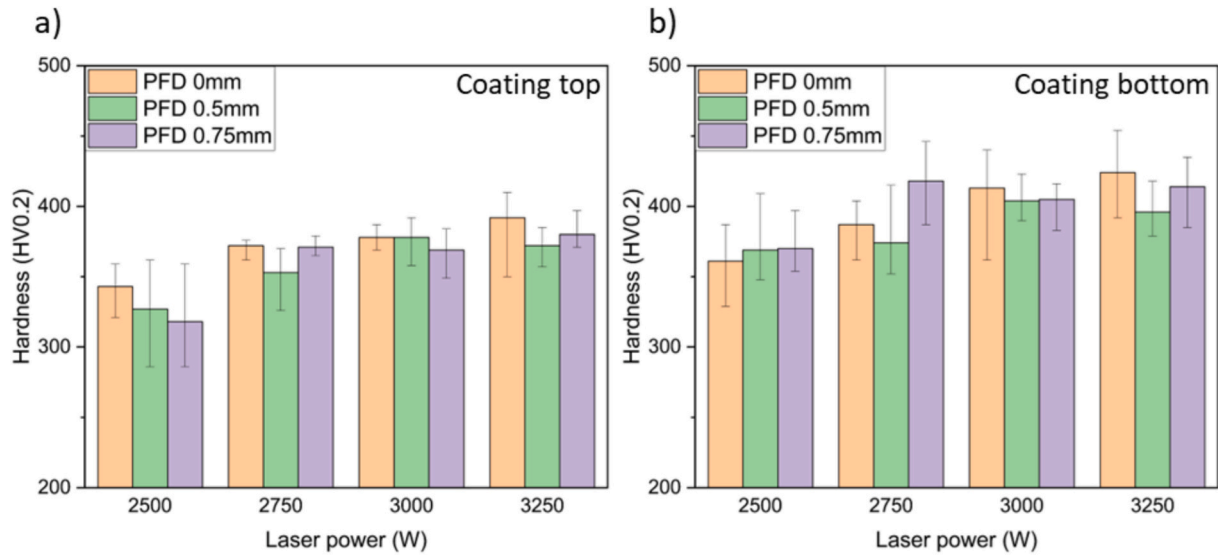 a)
500
400
300
200
Hardness (HV0.2)
PFD 0mm
PFD 0.5mm
PFD 0.75mm
Coating top
2500 2750 3000 3250
Laser power (W)
b)
500
400
300
200
Hardness (HV0.2)
PFD 0mm
PFD 0.5mm
PFD 0.75mm
Coating bottom
2500 2750 3000 3250
Laser power (W)